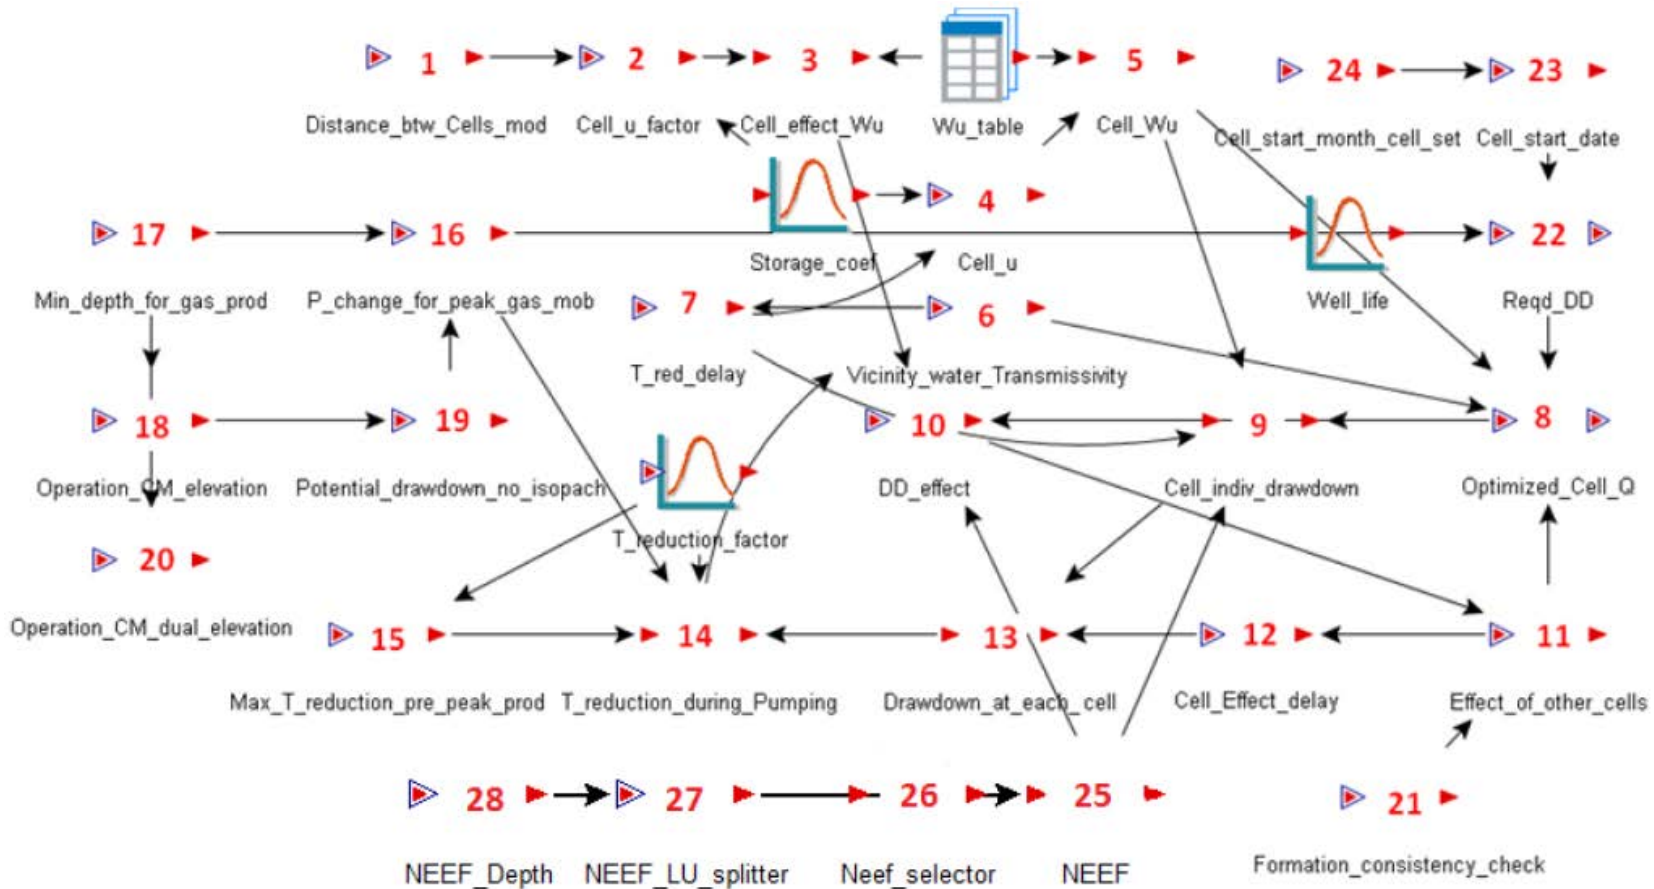 1 2 3 5 24 23
Distance_btw_Cells_mod Cell_u_factor Cell_effect_Wu Wu_table Cell_Wu Cell_start_month_cell_set Cell_start_date
17 16 4 22
Storage_coef Cell_u
Min_depth_for_gas_prod P_change_for_peak_gas_mob 7 6 Well_life Reqd_DD
T_red_delay Vicinity_water_Transmissivity
18 19 10 9 8
Operation_CM_elevation Potential_drawdown_no_isopach DD_effect Cell_indiv_drawdown Optimized_Cell_Q
T_reduction_factor
20
Operation_CM_dual_elevation 15 14 13 12 11
Max_T_reduction_pre_peak_prod T_reduction_during_Pumping Drawdown_at_each_cell Cell_Effect_delay Effect_of_other_cells
28 27 26 25 21
NEEF_Depth NEEF_LU_splitter Neef_selector NEEF Formation_consistency_check